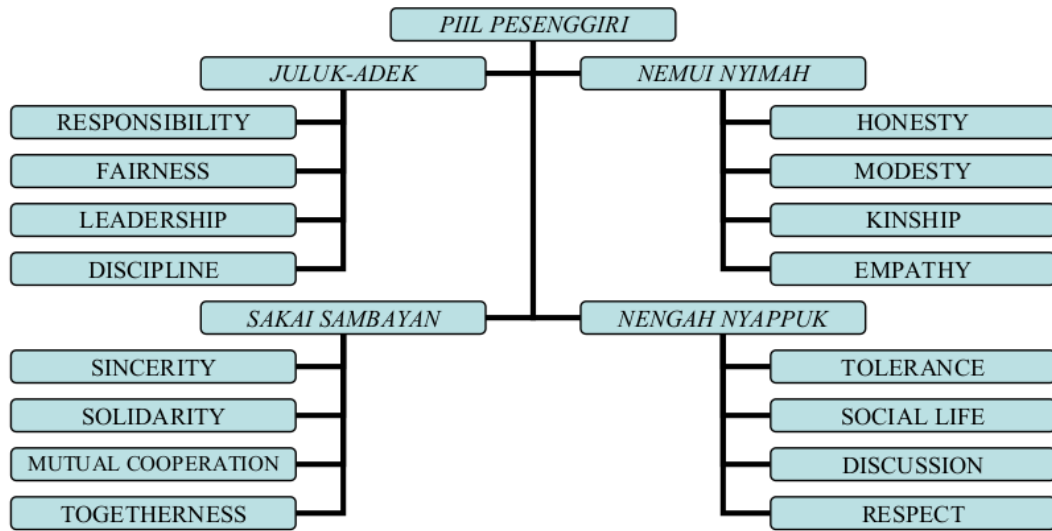 PIIL PESENGGIRI
JULUK-ADEK
NEMUI NYIMAH
RESPONSIBILITY
FAIRNESS
LEADERSHIP
DISCIPLINE
HONESTY
MODESTY
KINSHIP
EMPATHY
SAKAI SAMBAYAN
NENGAH NYAPPUK
SINCERITY
SOLIDARITY
MUTUAL COOPERATION
TOGETHERNESS
TOLERANCE
SOCIAL LIFE
DISCUSSION
RESPECT